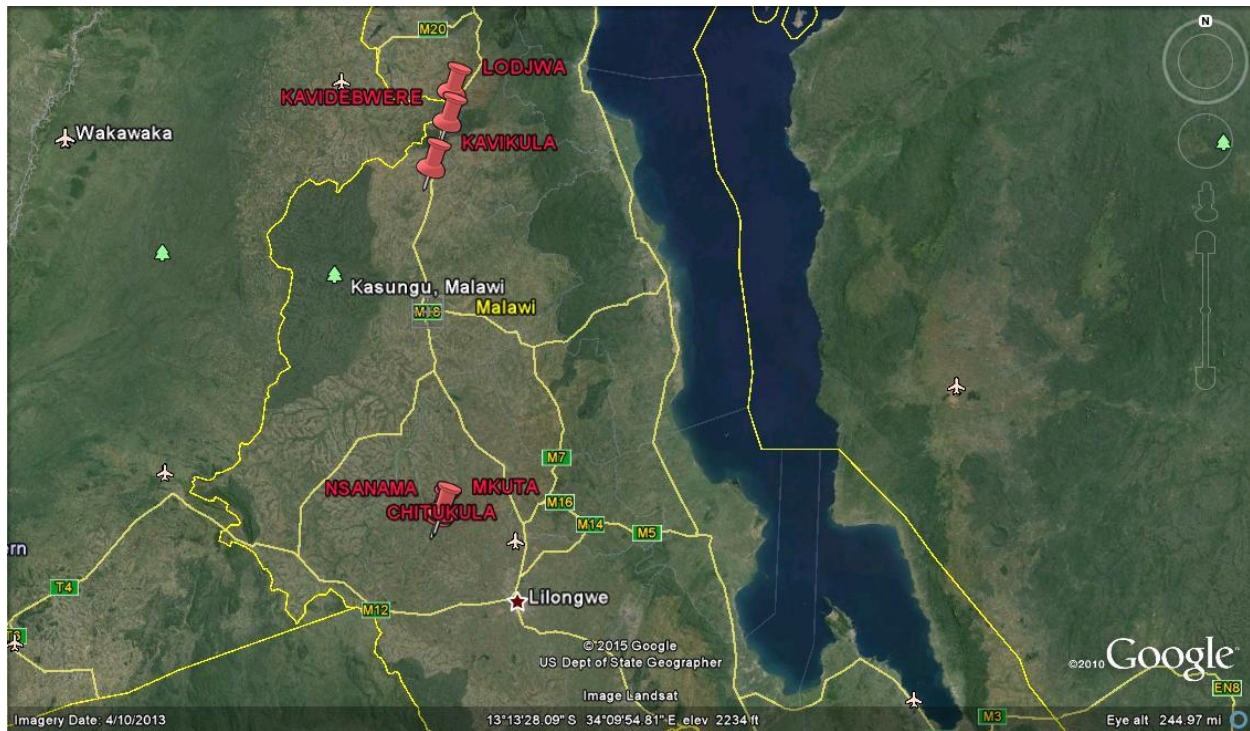 M20
LODJWA
KAVIDEBWERE
Wakawaka
KAVIKULA
Kasungu, Malawi
M18
Malawi
M7
NSANAMA
MKUTA
M16
CHITUKULA
M14
M5
ern
T4
Lilongwe
M12
© 2015 Google
US Dept of State Geographer
©2010 Google
Image Landsat
EN8
Imagery Date: 4/10/2013
13°13'28.09" S 34°09'54.81" E elev 2234 ft
M3
Eye alt 244.97 mi
N